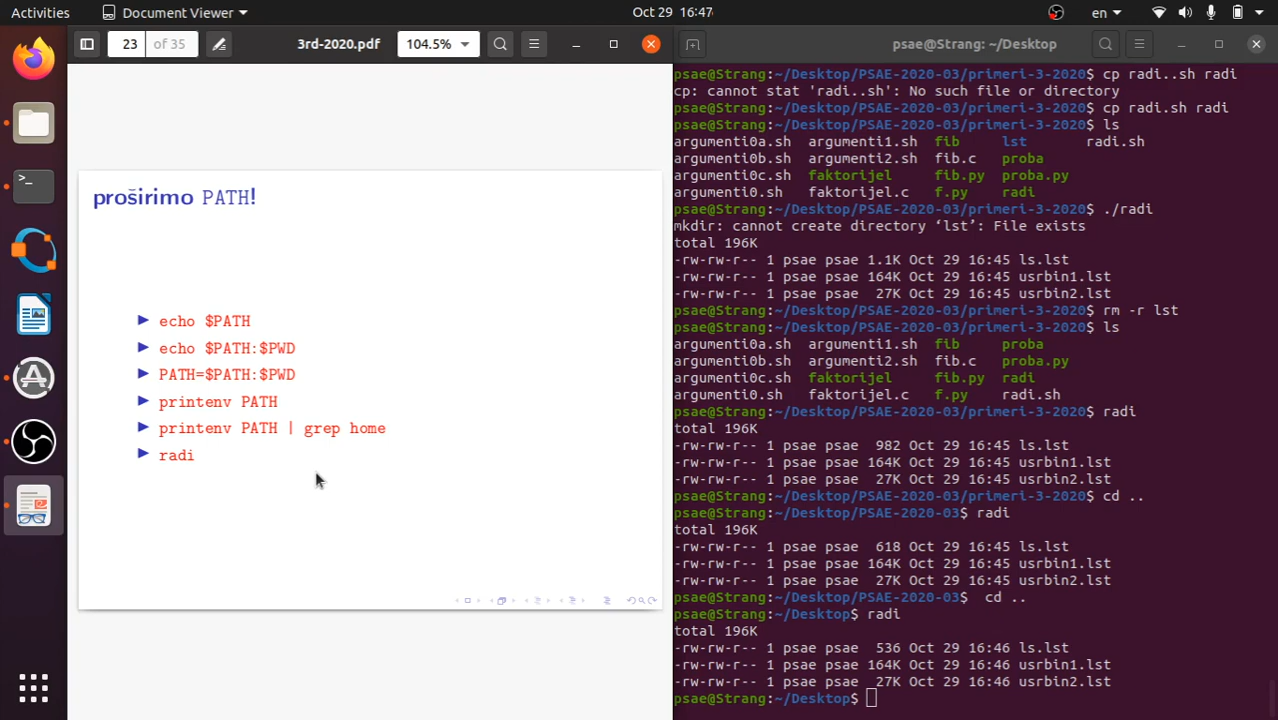 Activities
Document Viewer
Oct 29 16:47
en
23 of 35
3rd-2020.pdf
104.5%
proširimo PATH!
echo $PATH
echo $PATH:$PWD
PATH=$PATH:$PWD
printenv PATH
printenv PATH | grep home
radi
psae@Strang: ~/Desktop
psae@Strang:~/Desktop/PSAE-2020-03/primeri-3-2020$ cp radi..sh radi
cp: cannot stat 'radi..sh': No such file or directory
psae@Strang:~/Desktop/PSAE-2020-03/primeri-3-2020$ cp radi.sh radi
psae@Strang:~/Desktop/PSAE-2020-03/primeri-3-2020$ ls
argumenti0a.sh argumenti1.sh fib lst radi.sh
argumenti0b.sh argumenti2.sh fib.c proba
argumenti0c.sh faktorijel fib.py proba.py
argumenti0.sh faktorijel.c f.py radi
psae@Strang:~/Desktop/PSAE-2020-03/primeri-3-2020$ ./radi
mkdir: cannot create directory ‘lst’: File exists
total 196K
-rw-rw-r-- 1 psae psae 1.1K Oct 29 16:45 ls.lst
-rw-rw-r-- 1 psae psae 164K Oct 29 16:45 usrbin1.lst
-rw-rw-r-- 1 psae psae 27K Oct 29 16:45 usrbin2.lst
psae@Strang:~/Desktop/PSAE-2020-03/primeri-3-2020$ rm -r lst
psae@Strang:~/Desktop/PSAE-2020-03/primeri-3-2020$ ls
argumenti0a.sh argumenti1.sh fib proba
argumenti0b.sh argumenti2.sh fib.c proba.py
argumenti0c.sh faktorijel fib.py radi
argumenti0.sh faktorijel.c f.py radi.sh
psae@Strang:~/Desktop/PSAE-2020-03/primeri-3-2020$ radi
total 196K
-rw-rw-r-- 1 psae psae 982 Oct 29 16:45 ls.lst
-rw-rw-r-- 1 psae psae 164K Oct 29 16:45 usrbin1.lst
-rw-rw-r-- 1 psae psae 27K Oct 29 16:45 usrbin2.lst
psae@Strang:~/Desktop/PSAE-2020-03/primeri-3-2020$ cd ..
psae@Strang:~/Desktop/PSAE-2020-03$ radi
total 196K
-rw-rw-r-- 1 psae psae 618 Oct 29 16:45 ls.lst
-rw-rw-r-- 1 psae psae 164K Oct 29 16:45 usrbin1.lst
-rw-rw-r-- 1 psae psae 27K Oct 29 16:45 usrbin2.lst
psae@Strang:~/Desktop/PSAE-2020-03$ cd ..
psae@Strang:~/Desktop$ radi
total 196K
-rw-rw-r-- 1 psae psae 536 Oct 29 16:46 ls.lst
-rw-rw-r-- 1 psae psae 164K Oct 29 16:46 usrbin1.lst
-rw-rw-r-- 1 psae psae 27K Oct 29 16:46 usrbin2.lst
psae@Strang:~/Desktop$